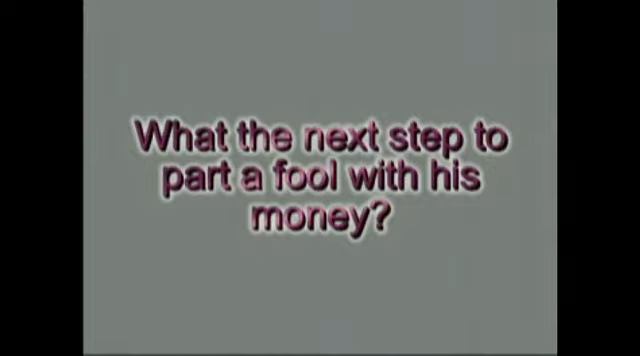 What the next step to
part a fool with his
money?